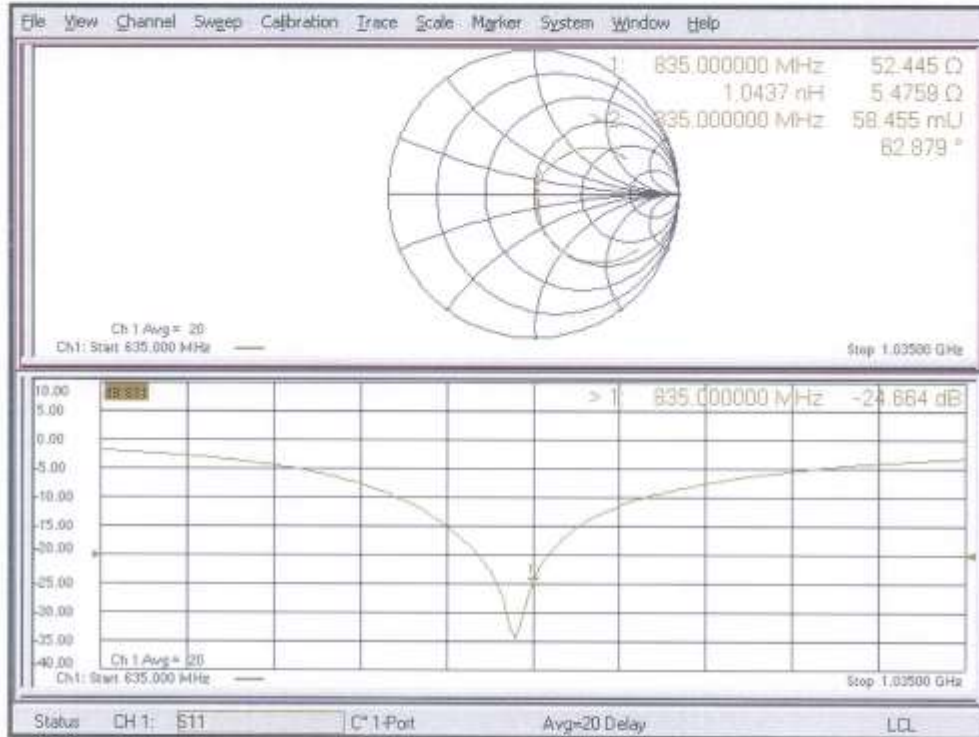 File View Channel Sweep Calibration Trace Scale Marker System Window Help
1: 835.000000 MHz 52.445 Ω
1.0437 nH 5.4759 Ω
> 2: 835.000000 MHz 58.455 mU
62.879 °
Ch 1 Avg = 20
Ch1: Start 635.000 MHz
Stop 1.03500 GHz
10.00
5.00
0.00
-5.00
-10.00
-15.00
-20.00
-25.00
-30.00
-35.00
-40.00
> 1: 835.000000 MHz -24.664 dB
1
Ch 1 Avg = 20
Ch1: Start 635.000 MHz
Stop 1.03500 GHz
Status CH 1: S11 C* 1-Port Avg=20 Delay LCL